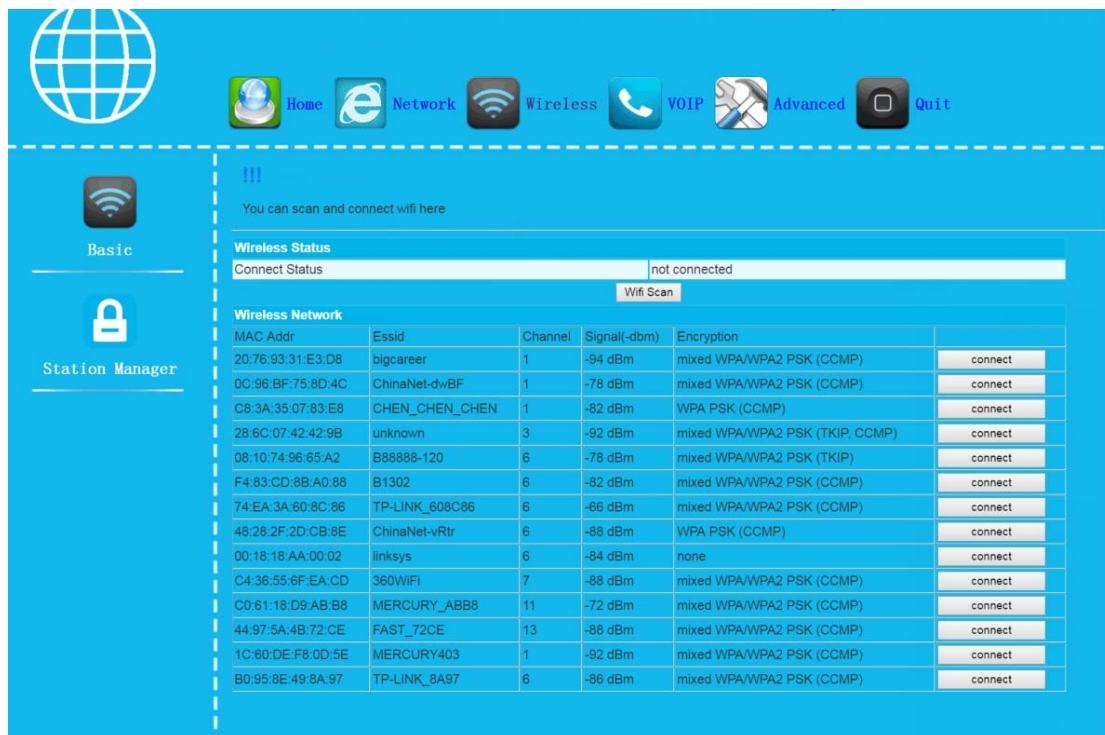 Home Network Wireless VOIP Advanced Quit
!!!
You can scan and connect wifi here
Basic
Station Manager
Wireless Status
Connect Status not connected
Wifi Scan
Wireless Network
MAC Addr Essid Channel Signal(-dbm) Encryption
20:76:93:31:E3:D8 bigcareer 1 -94 dBm mixed WPA/WPA2 PSK (CCMP) connect
0C:96:BF:75:8D:4C ChinaNet-dwBF 1 -78 dBm mixed WPA/WPA2 PSK (CCMP) connect
C8:3A:35:07:83:E8 CHEN_CHEN_CHEN 1 -82 dBm WPA PSK (CCMP) connect
28:6C:07:42:42:9B unknown 3 -92 dBm mixed WPA/WPA2 PSK (TKIP, CCMP) connect
08:10:74:96:65:A2 B88888-120 6 -78 dBm mixed WPA/WPA2 PSK (TKIP) connect
F4:83:CD:8B:A0:88 B1302 6 -82 dBm mixed WPA/WPA2 PSK (CCMP) connect
74:EA:3A:60:8C:86 TP-LINK_608C86 6 -66 dBm mixed WPA/WPA2 PSK (CCMP) connect
48:28:2F:2D:CB:8E ChinaNet-vRtr 6 -88 dBm WPA PSK (CCMP) connect
00:18:18:AA:00:02 linksys 6 -84 dBm none connect
C4:36:55:6F:EA:CD 360WiFi 7 -88 dBm mixed WPA/WPA2 PSK (CCMP) connect
C0:61:18:D9:AB:B8 MERCURY_ABB8 11 -72 dBm mixed WPA/WPA2 PSK (CCMP) connect
44:97:5A:4B:72:CE FAST_72CE 13 -88 dBm mixed WPA/WPA2 PSK (CCMP) connect
1C:60:DE:F8:0D:5E MERCURY403 1 -92 dBm mixed WPA/WPA2 PSK (CCMP) connect
B0:95:8E:49:8A:97 TP-LINK_8A97 6 -86 dBm mixed WPA/WPA2 PSK (CCMP) connect